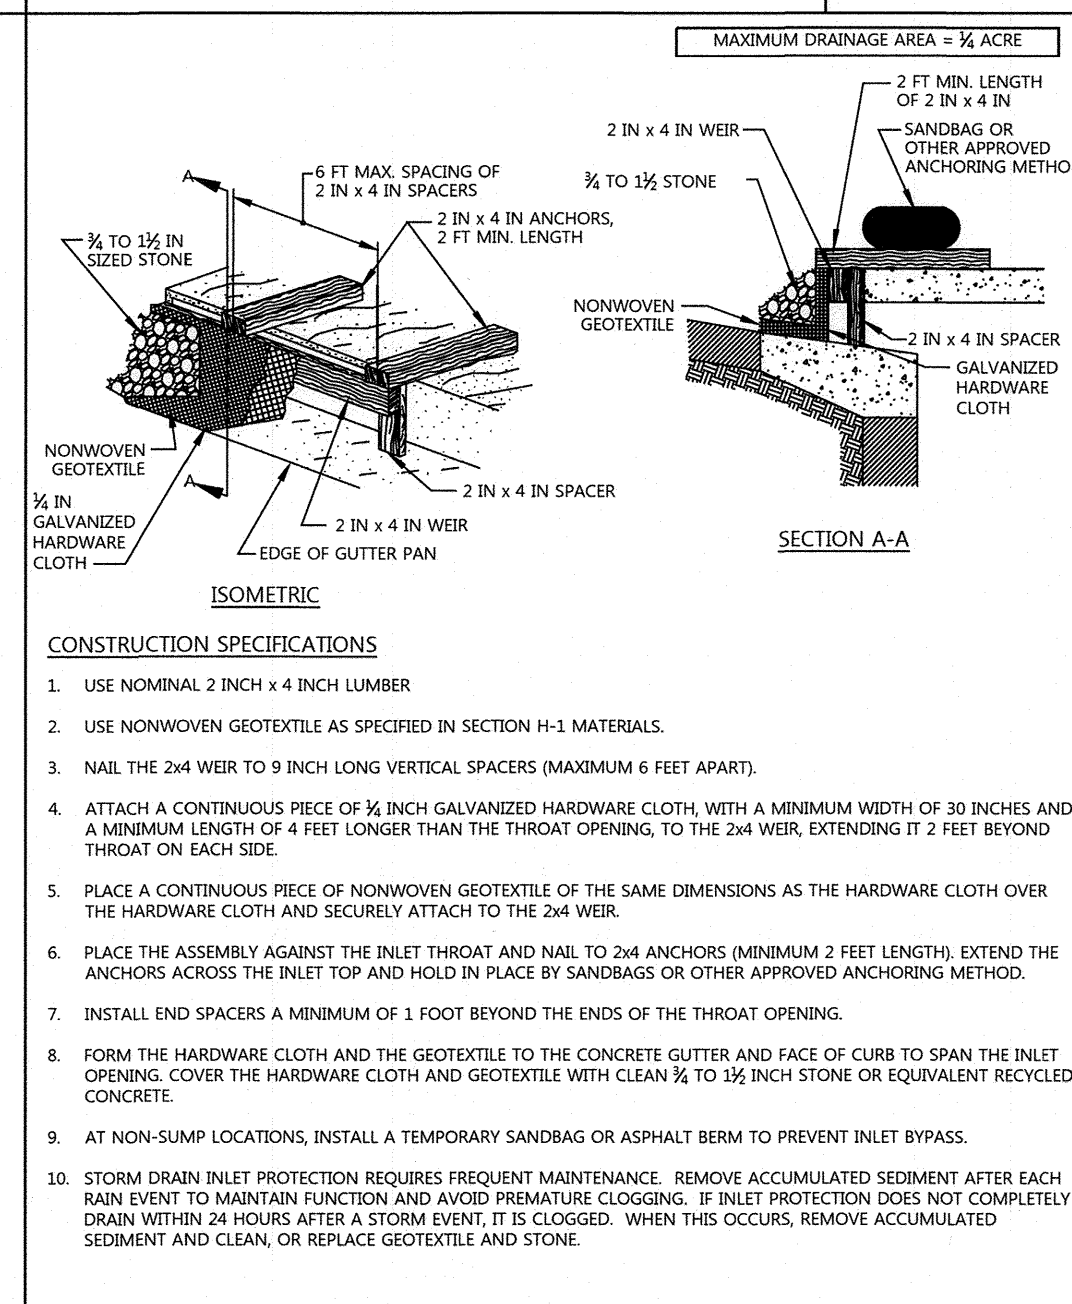 MAXIMUM DRAINAGE AREA = ¼ ACRE
2 FT MIN. LENGTH
OF 2 IN x 4 IN
2 IN x 4 IN WEIR
SANDBAG OR
OTHER APPROVED
ANCHORING METHO
¾ TO 1½ STONE
NONWOVEN
GEOTEXTILE
2 IN x 4 IN SPACER
GALVANIZED
HARDWARE
CLOTH
SECTION A-A
A
6 FT MAX. SPACING OF
2 IN x 4 IN SPACERS
2 IN x 4 IN ANCHORS,
2 FT MIN. LENGTH
¾ TO 1½ IN
SIZED STONE
NONWOVEN
GEOTEXTILE
A
¼ IN
GALVANIZED
HARDWARE
CLOTH
2 IN x 4 IN SPACER
2 IN x 4 IN WEIR
EDGE OF GUTTER PAN
ISOMETRIC
CONSTRUCTION SPECIFICATIONS
1. USE NOMINAL 2 INCH x 4 INCH LUMBER
2. USE NONWOVEN GEOTEXTILE AS SPECIFIED IN SECTION H-1 MATERIALS.
3. NAIL THE 2x4 WEIR TO 9 INCH LONG VERTICAL SPACERS (MAXIMUM 6 FEET APART).
4. ATTACH A CONTINUOUS PIECE OF ¼ INCH GALVANIZED HARDWARE CLOTH, WITH A MINIMUM WIDTH OF 30 INCHES AND
A MINIMUM LENGTH OF 4 FEET LONGER THAN THE THROAT OPENING, TO THE 2x4 WEIR, EXTENDING IT 2 FEET BEYOND
THROAT ON EACH SIDE.
5. PLACE A CONTINUOUS PIECE OF NONWOVEN GEOTEXTILE OF THE SAME DIMENSIONS AS THE HARDWARE CLOTH OVER
THE HARDWARE CLOTH AND SECURELY ATTACH TO THE 2x4 WEIR.
6. PLACE THE ASSEMBLY AGAINST THE INLET THROAT AND NAIL TO 2x4 ANCHORS (MINIMUM 2 FEET LENGTH). EXTEND THE
ANCHORS ACROSS THE INLET TOP AND HOLD IN PLACE BY SANDBAGS OR OTHER APPROVED ANCHORING METHOD.
7. INSTALL END SPACERS A MINIMUM OF 1 FOOT BEYOND THE ENDS OF THE THROAT OPENING.
8. FORM THE HARDWARE CLOTH AND THE GEOTEXTILE TO THE CONCRETE GUTTER AND FACE OF CURB TO SPAN THE INLET
OPENING. COVER THE HARDWARE CLOTH AND GEOTEXTILE WITH CLEAN ¾ TO 1½ INCH STONE OR EQUIVALENT RECYCLED
CONCRETE.
9. AT NON-SUMP LOCATIONS, INSTALL A TEMPORARY SANDBAG OR ASPHALT BERM TO PREVENT INLET BYPASS.
10. STORM DRAIN INLET PROTECTION REQUIRES FREQUENT MAINTENANCE. REMOVE ACCUMULATED SEDIMENT AFTER EACH
RAIN EVENT TO MAINTAIN FUNCTION AND AVOID PREMATURE CLOGGING. IF INLET PROTECTION DOES NOT COMPLETELY
DRAIN WITHIN 24 HOURS AFTER A STORM EVENT, IT IS CLOGGED. WHEN THIS OCCURS, REMOVE ACCUMULATED
SEDIMENT AND CLEAN, OR REPLACE GEOTEXTILE AND STONE.